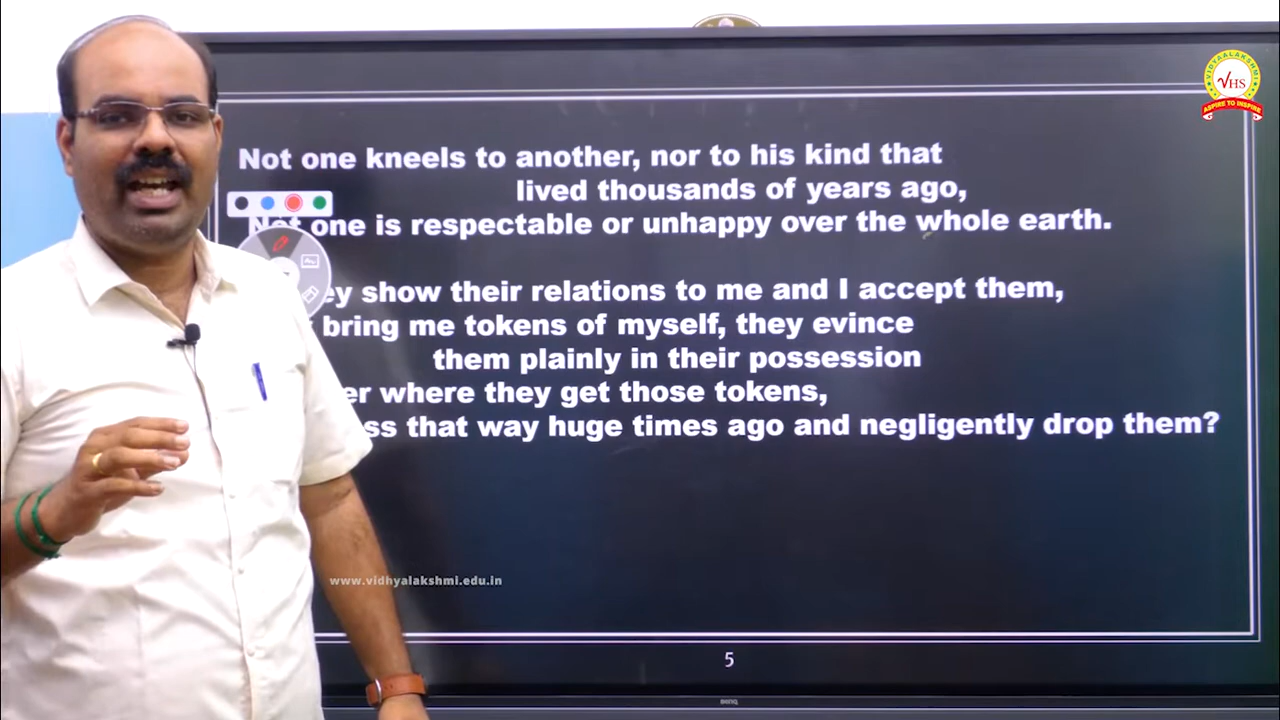 VIDYAALAKSHMI
VHS
ASPIRE TO INSPIRE
Not one kneels to another, nor to his kind that
lived thousands of years ago,
one is respectable or unhappy over the whole earth.
show their relations to me and I accept them,
bring me tokens of myself, they evince
them plainly in their possession
where they get those tokens,
that way huge times ago and negligently drop them?
www.vidhyalakshmi.edu.in
5
BenQ